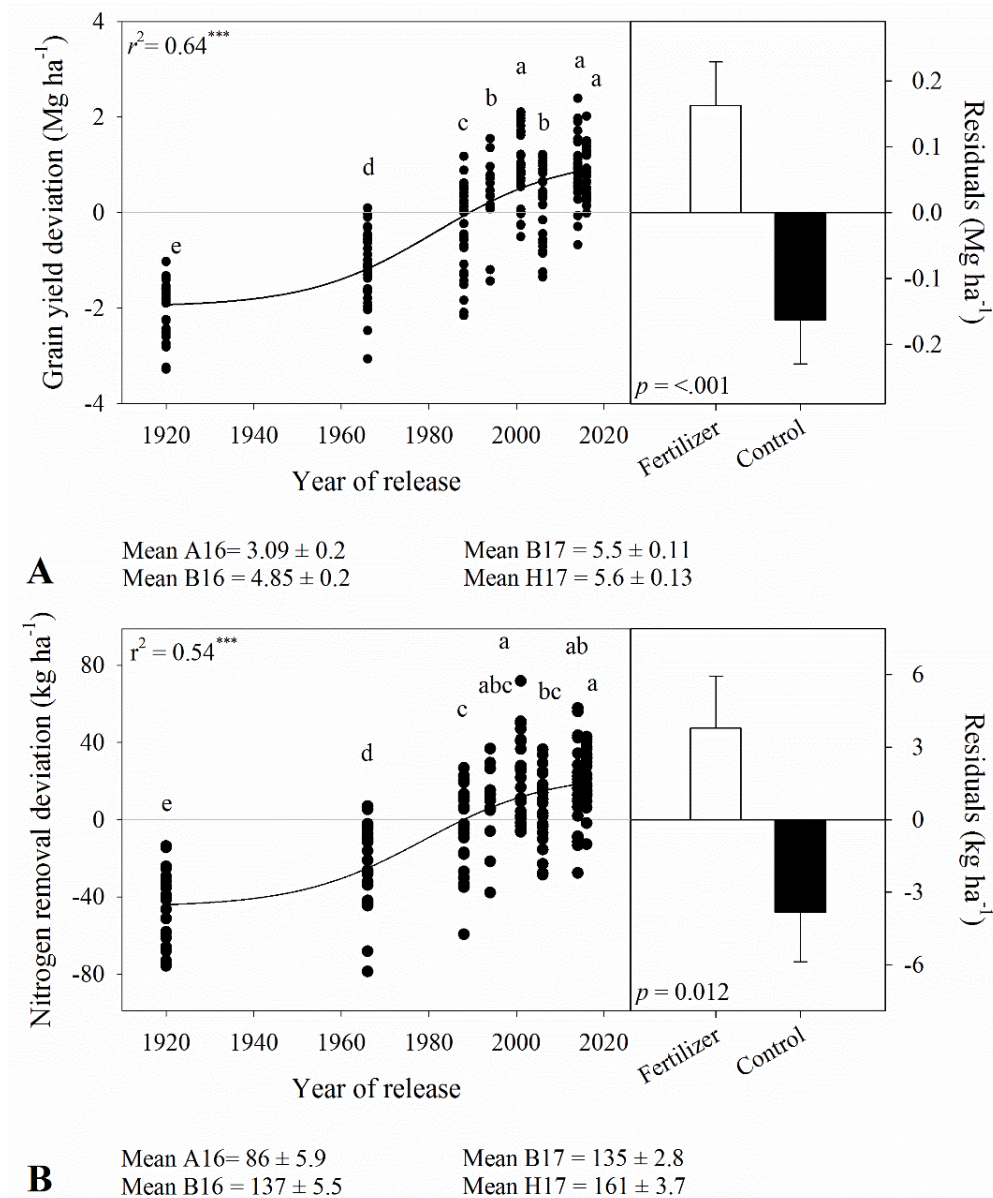 Grain yield deviation (Mg ha-1)
4
2
0
-2
-4
r2= 0.64***
e
d
c
b
a
b
a
a
1920 1940 1960 1980 2000 2020
Year of release
0.2
0.1
0.0
-0.1
-0.2
Residuals (Mg ha-1)
p = <.001
Fertilizer
Control
A
Mean A16= 3.09 ± 0.2 Mean B17 = 5.5 ± 0.11
Mean B16 = 4.85 ± 0.2 Mean H17 = 5.6 ± 0.13
Nitrogen removal deviation (kg ha-1)
80
40
0
-40
-80
r2 = 0.54***
e
d
c
abc
a
bc
ab
a
1920 1940 1960 1980 2000 2020
Year of release
6
3
0
-3
-6
Residuals (kg ha-1)
p = 0.012
Fertilizer
Control
B
Mean A16= 86 ± 5.9 Mean B17 = 135 ± 2.8
Mean B16 = 137 ± 5.5 Mean H17 = 161 ± 3.7